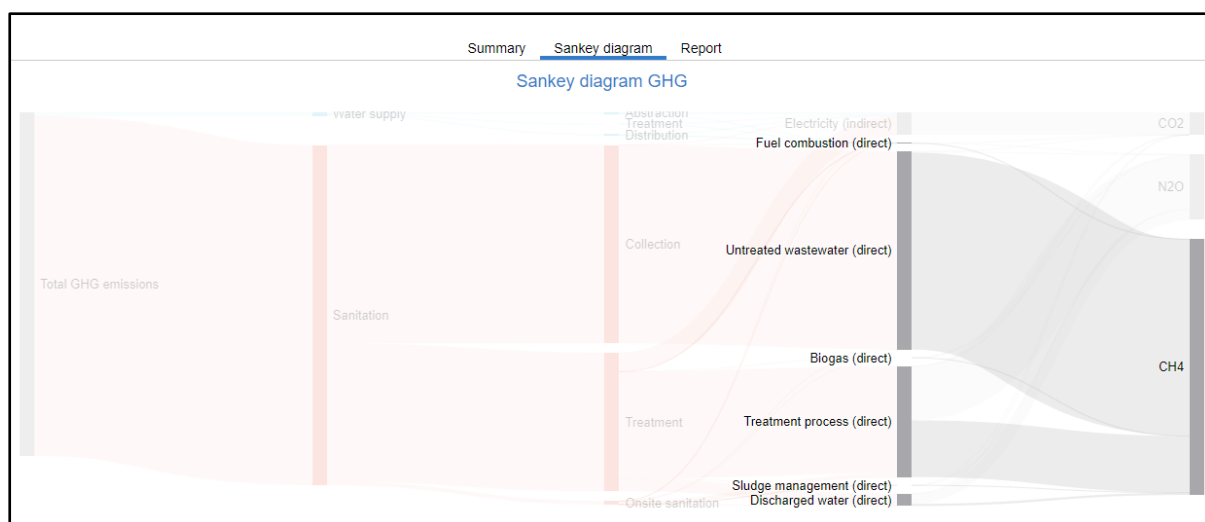 Summary Sankey diagram Report
Sankey diagram GHG
Water supply
Abstraction
Treatment
Distribution
Electricity (indirect)
CO2
Fuel combustion (direct)
N2O
Collection
Untreated wastewater (direct)
Total GHG emissions
Sanitation
Biogas (direct)
CH4
Treatment
Treatment process (direct)
Sludge management (direct)
Onsite sanitation
Discharged water (direct)